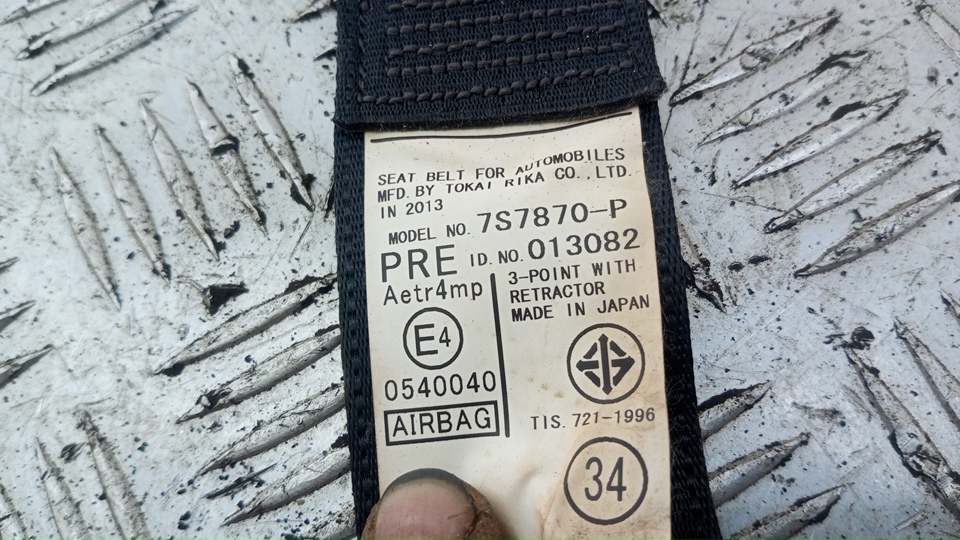 SEAT BELT FOR AUTOMOBILES
MFD. BY TOKAI RIKA CO., LTD.
IN 2013
MODEL NO. 7S7870-P
PRE ID. NO. 013082
Aetr4mp
E4
0540040
AIRBAG
3-POINT WITH
RETRACTOR
MADE IN JAPAN
TIS. 721-1996
34